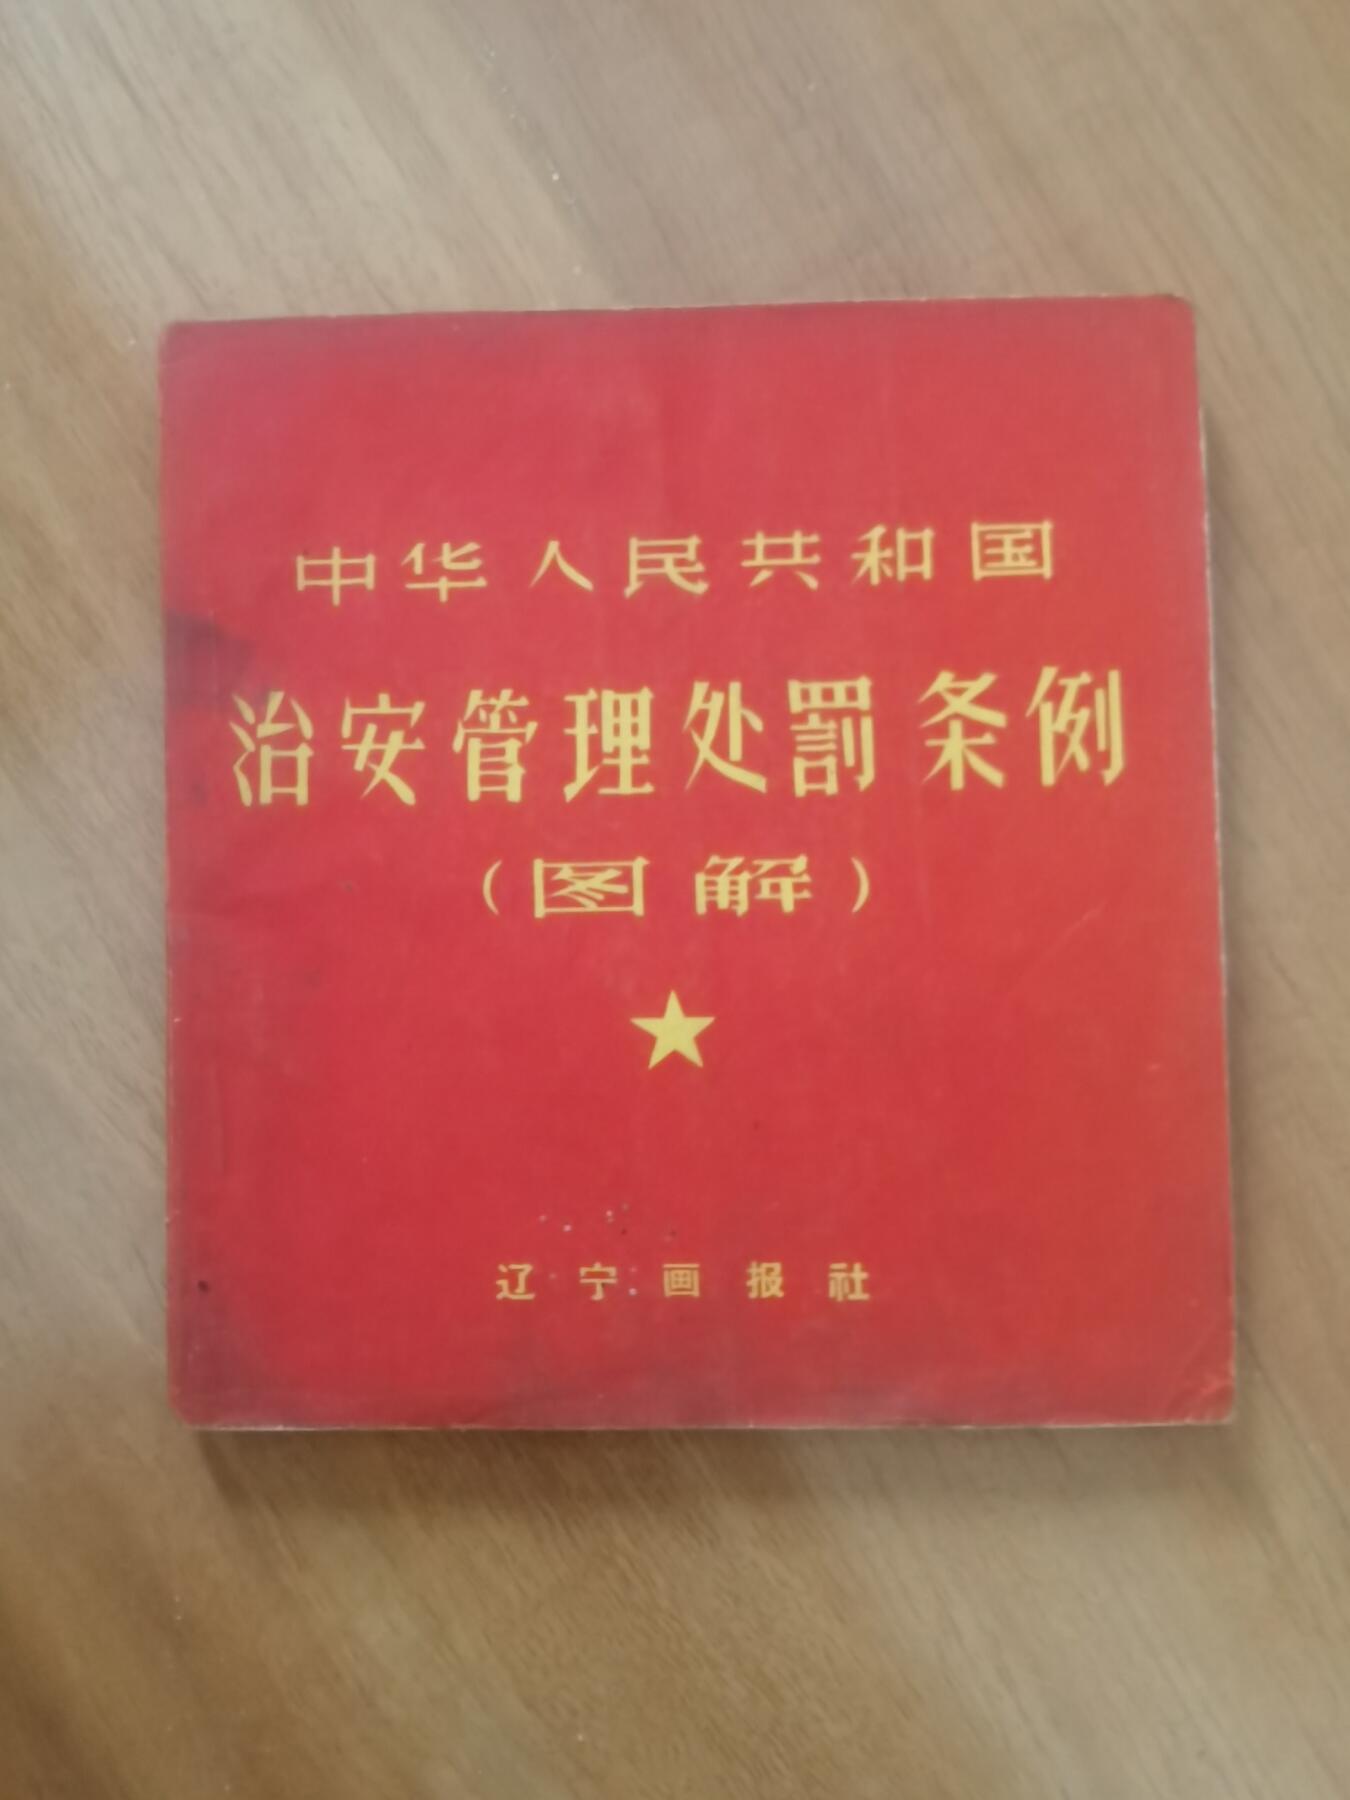 中华人民共和国
治安管理处罚条例
（图解）
辽宁画报社